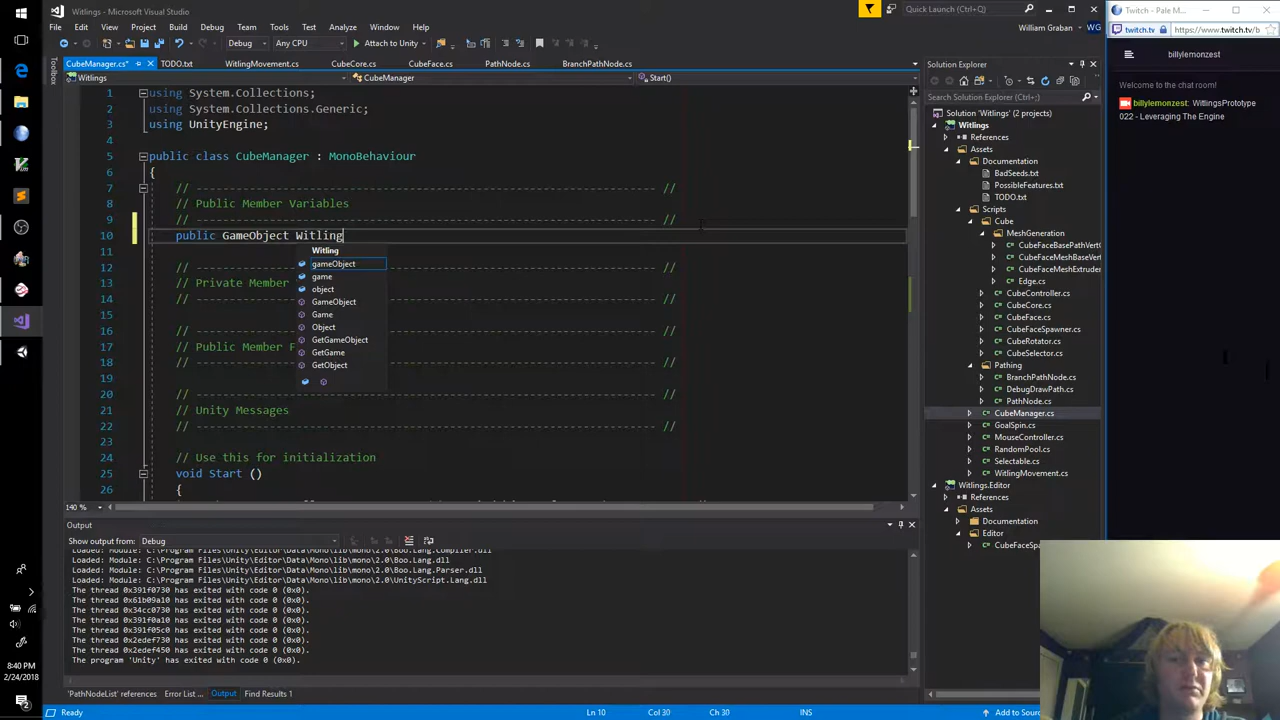 Witlings - Microsoft Visual Studio
Quick Launch (Ctrl+Q)
File Edit View Project Build Debug Team Tools Test Analyze Window Help
William Graban WG
Debug Any CPU Attach to Unity
CubeManager.cs* TODO.txt WitlingMovement.cs CubeCore.cs CubeFace.cs PathNode.cs BranchPathNode.cs
Witlings CubeManager Start()
1 using System.Collections;
2 using System.Collections.Generic;
3 using UnityEngine;
4
5 public class CubeManager : MonoBehaviour
6 {
7 // --------------------------------------------------------------------- //
8 // Public Member Variables
9 // --------------------------------------------------------------------- //
10 public GameObject Witling
11
12 // --------------------------------------------------------------------- //
13 // Private Member
14 // --------------------------------------------------------------------- //
15
16 // --------------------------------------------------------------------- //
17 // Public Member F
18 // --------------------------------------------------------------------- //
19
20 // --------------------------------------------------------------------- //
21 // Unity Messages
22 // --------------------------------------------------------------------- //
23
24 // Use this for initialization
25 void Start ()
26 {
Witling
gameObject
game
object
GameObject
Game
Object
GetGameObject
GetGame
GetObject
140 %
Output
Show output from: Debug
Loaded: Module: C:\Program Files\Unity\Editor\Data\Mono\lib\mono\2.0\Boo.Lang.Compiler.dll
Loaded: Module: C:\Program Files\Unity\Editor\Data\Mono\lib\mono\2.0\Boo.Lang.dll
Loaded: Module: C:\Program Files\Unity\Editor\Data\Mono\lib\mono\2.0\Boo.Lang.Parser.dll
Loaded: Module: C:\Program Files\Unity\Editor\Data\Mono\lib\mono\2.0\UnityScript.Lang.dll
The thread 0x391f0730 has exited with code 0 (0x0).
The thread 0x61b09a10 has exited with code 0 (0x0).
The thread 0x34cc0730 has exited with code 0 (0x0).
The thread 0x391f0a10 has exited with code 0 (0x0).
The thread 0x391f05c0 has exited with code 0 (0x0).
The thread 0x2edef730 has exited with code 0 (0x0).
The thread 0x2edef450 has exited with code 0 (0x0).
The program 'Unity' has exited with code 0 (0x0).
'PathNodeList' references Error List ... Output Find Results 1
Ready Ln 10 Col 30 Ch 30 INS Add to Sourc
Toolbox
Solution Explorer
Search Solution Explorer (Ctrl+;)
Solution 'Witlings' (2 projects)
Witlings
References
Assets
Documentation
BadSeeds.txt
PossibleFeatures.txt
TODO.txt
Scripts
Cube
MeshGeneration
CubeFaceBasePathVert
CubeFaceMeshBaseVert
CubeFaceMeshExtruder
Edge.cs
CubeController.cs
CubeCore.cs
CubeFace.cs
CubeFaceSpawner.cs
CubeRotator.cs
CubeSelector.cs
Pathing
BranchPathNode.cs
DebugDrawPath.cs
PathNode.cs
CubeManager.cs
GoalSpin.cs
MouseController.cs
RandomPool.cs
Selectable.cs
WitlingMovement.cs
Witlings.Editor
References
Assets
Documentation
Editor
CubeFaceSp
Twitch - Pale M...
twitch.tv https://www.twitch.tv/b
billylemonzest
Welcome to the chat room!
billylemonzest: WitlingsPrototype
022 - Leveraging The Engine
8:40 PM
2/24/2018
2